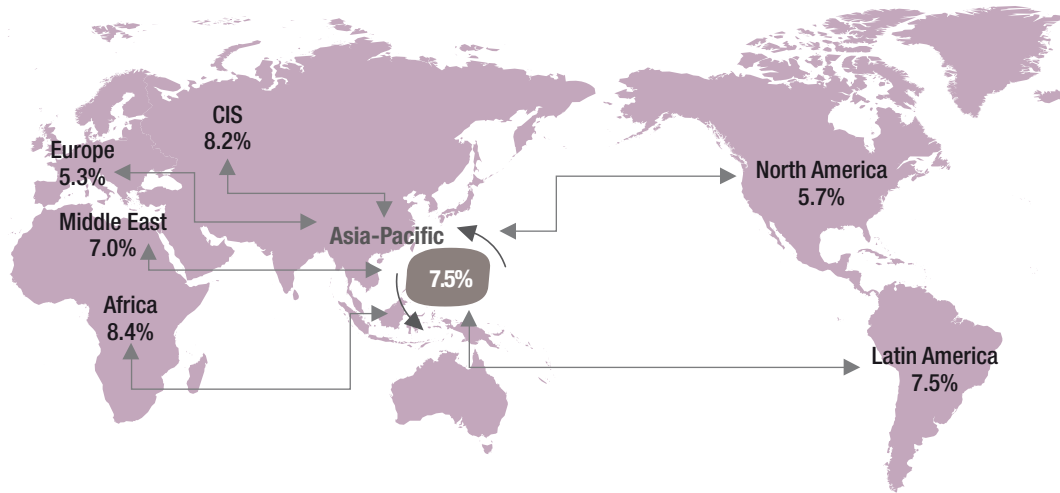 CIS
8.2%
Europe
5.3%
North America
5.7%
Middle East
7.0%
Asia-Pacific
7.5%
Africa
8.4%
Latin America
7.5%